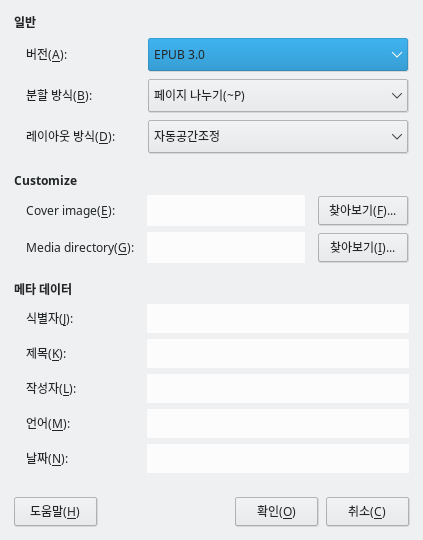 일반
버전(A): EPUB 3.0
분할 방식(B): 페이지 나누기(~P)
레이아웃 방식(D): 자동공간조정
Customize
Cover image(E): 찾아보기(F)...
Media directory(G): 찾아보기(I)...
메타 데이터
식별자(J):
제목(K):
작성자(L):
언어(M):
날짜(N):
도움말(H) 확인(O) 취소(C)